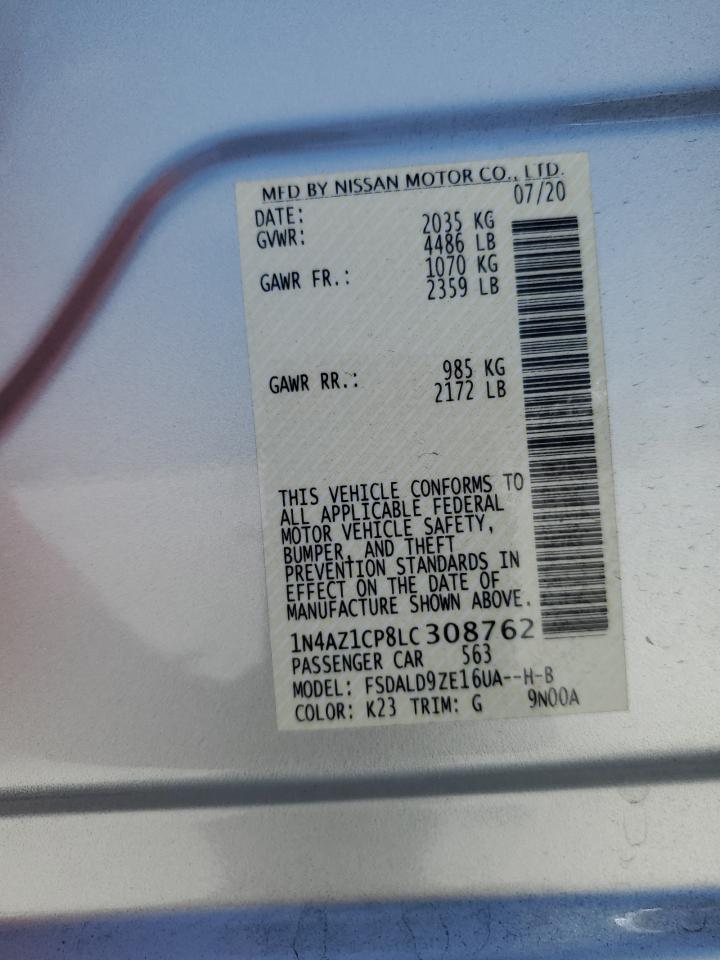 MFD BY NISSAN MOTOR CO., LTD.
DATE: 07/20
GVWR: 2035 KG
4486 LB
GAWR FR.: 1070 KG
2359 LB
GAWR RR.: 985 KG
2172 LB
THIS VEHICLE CONFORMS TO
ALL APPLICABLE FEDERAL
MOTOR VEHICLE SAFETY,
BUMPER, AND THEFT
PREVENTION STANDARDS IN
EFFECT ON THE DATE OF
MANUFACTURE SHOWN ABOVE.
1N4AZ1CP8LC308762
PASSENGER CAR 563
MODEL: FSDALD9ZE16UA--H-B
COLOR: K23 TRIM: G 9N00A